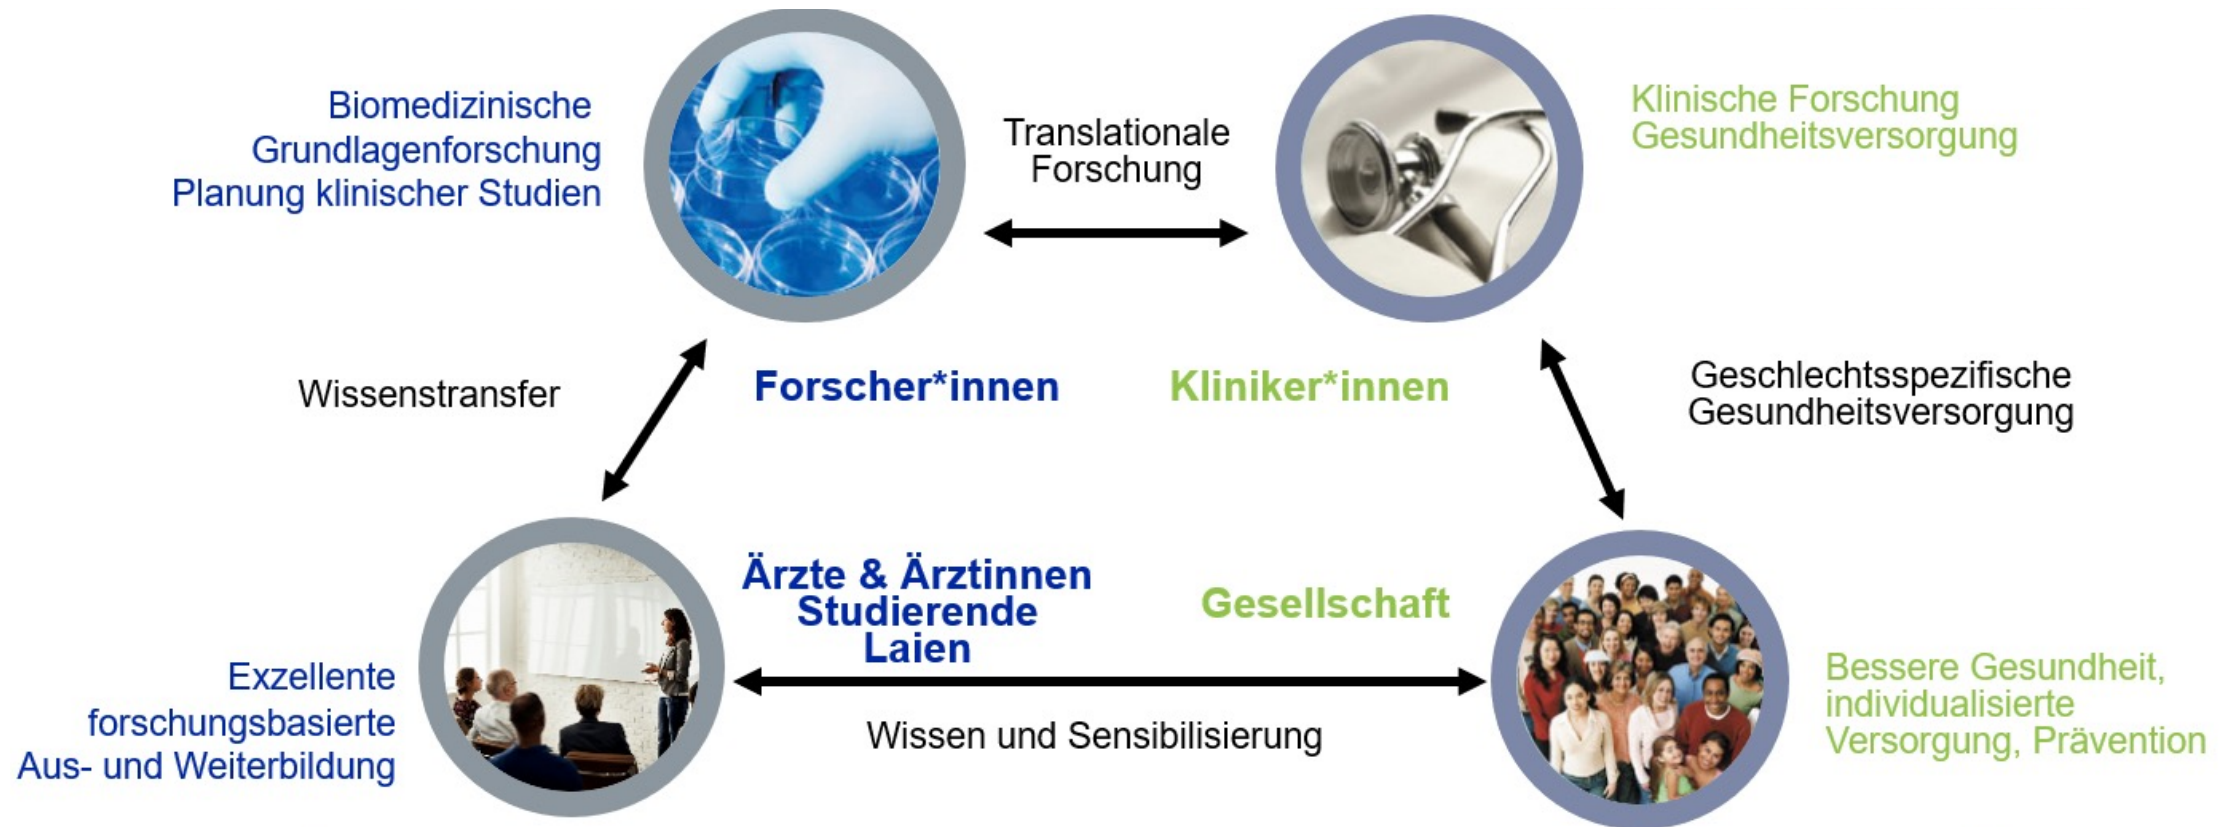 Biomedizinische
Grundlagenforschung
Planung klinischer Studien
Translationale
Forschung
Klinische Forschung
Gesundheitsversorgung
Wissenstransfer
Forscher*innen
Kliniker*innen
Geschlechtsspezifische
Gesundheitsversorgung
Ärzte & Ärztinnen
Studierende
Laien
Gesellschaft
Exzellente
forschungsbasierte
Aus- und Weiterbildung
Wissen und Sensibilisierung
Bessere Gesundheit,
individualisierte
Versorgung, Prävention